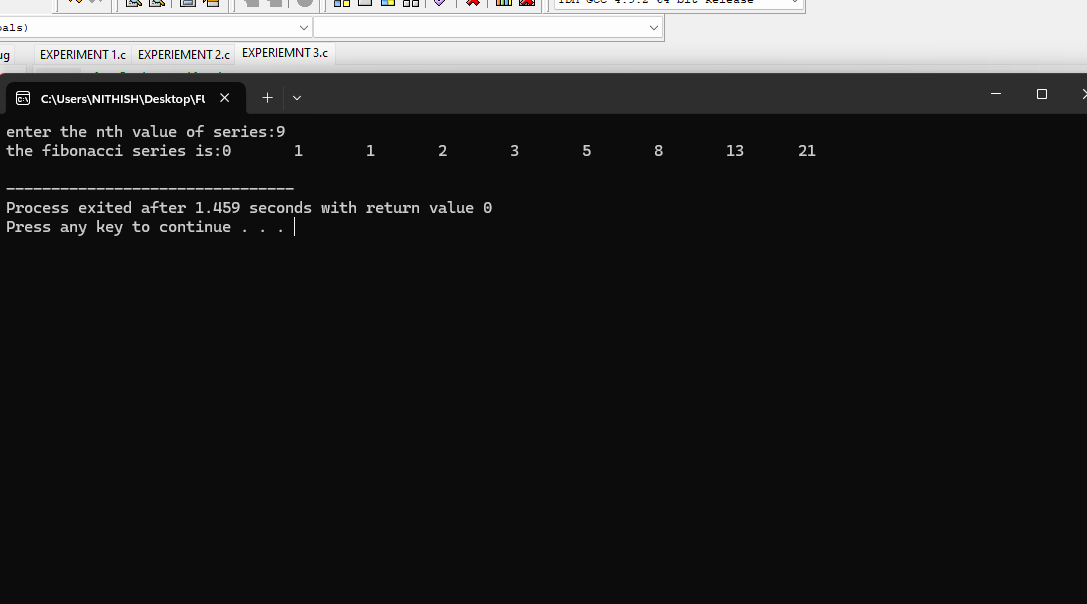 TDM-GCC 4.9.2 64-bit Release
bals)
ug EXPERIMENT 1.c EXPERIEMENT 2.c EXPERIEMNT 3.c
C:\Users\NITHISH\Desktop\FU
enter the nth value of series:9
the fibonacci series is:0 1 1 2 3 5 8 13 21
--------------------------------
Process exited after 1.459 seconds with return value 0
Press any key to continue . . .